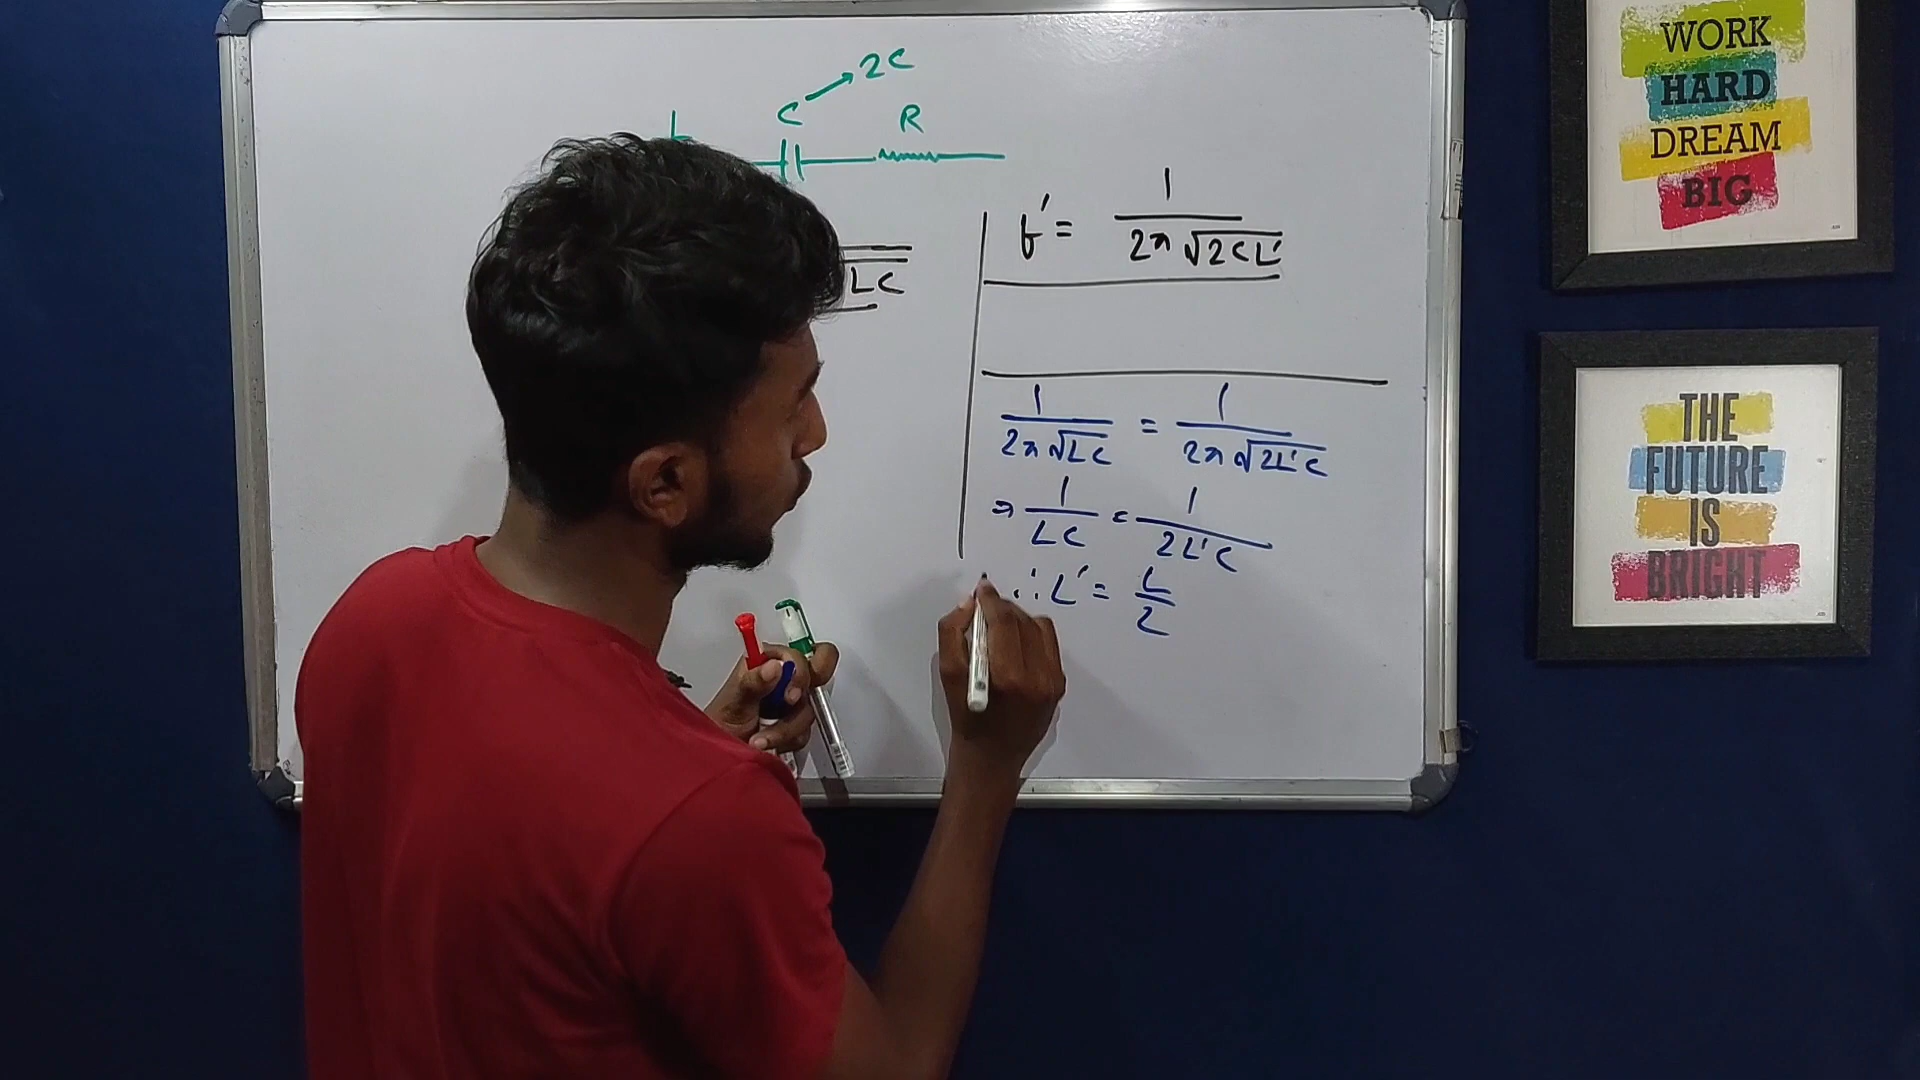 C → 2C
R
LC
f' = 1 / 2π √2CL'
1 / 2π√LC = 1 / 2π√2L'C
⇒ 1 / LC = 1 / 2L'C
∴ L' = L / 2
WORK
HARD
DREAM
BIG
THE
FUTURE
IS
BRIGHT